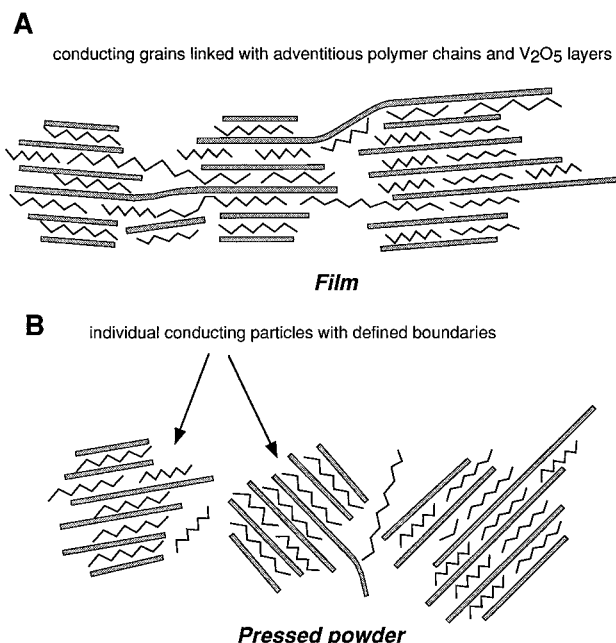 A
conducting grains linked with adventitious polymer chains and V2O5 layers
Film
B
individual conducting particles with defined boundaries
Pressed powder